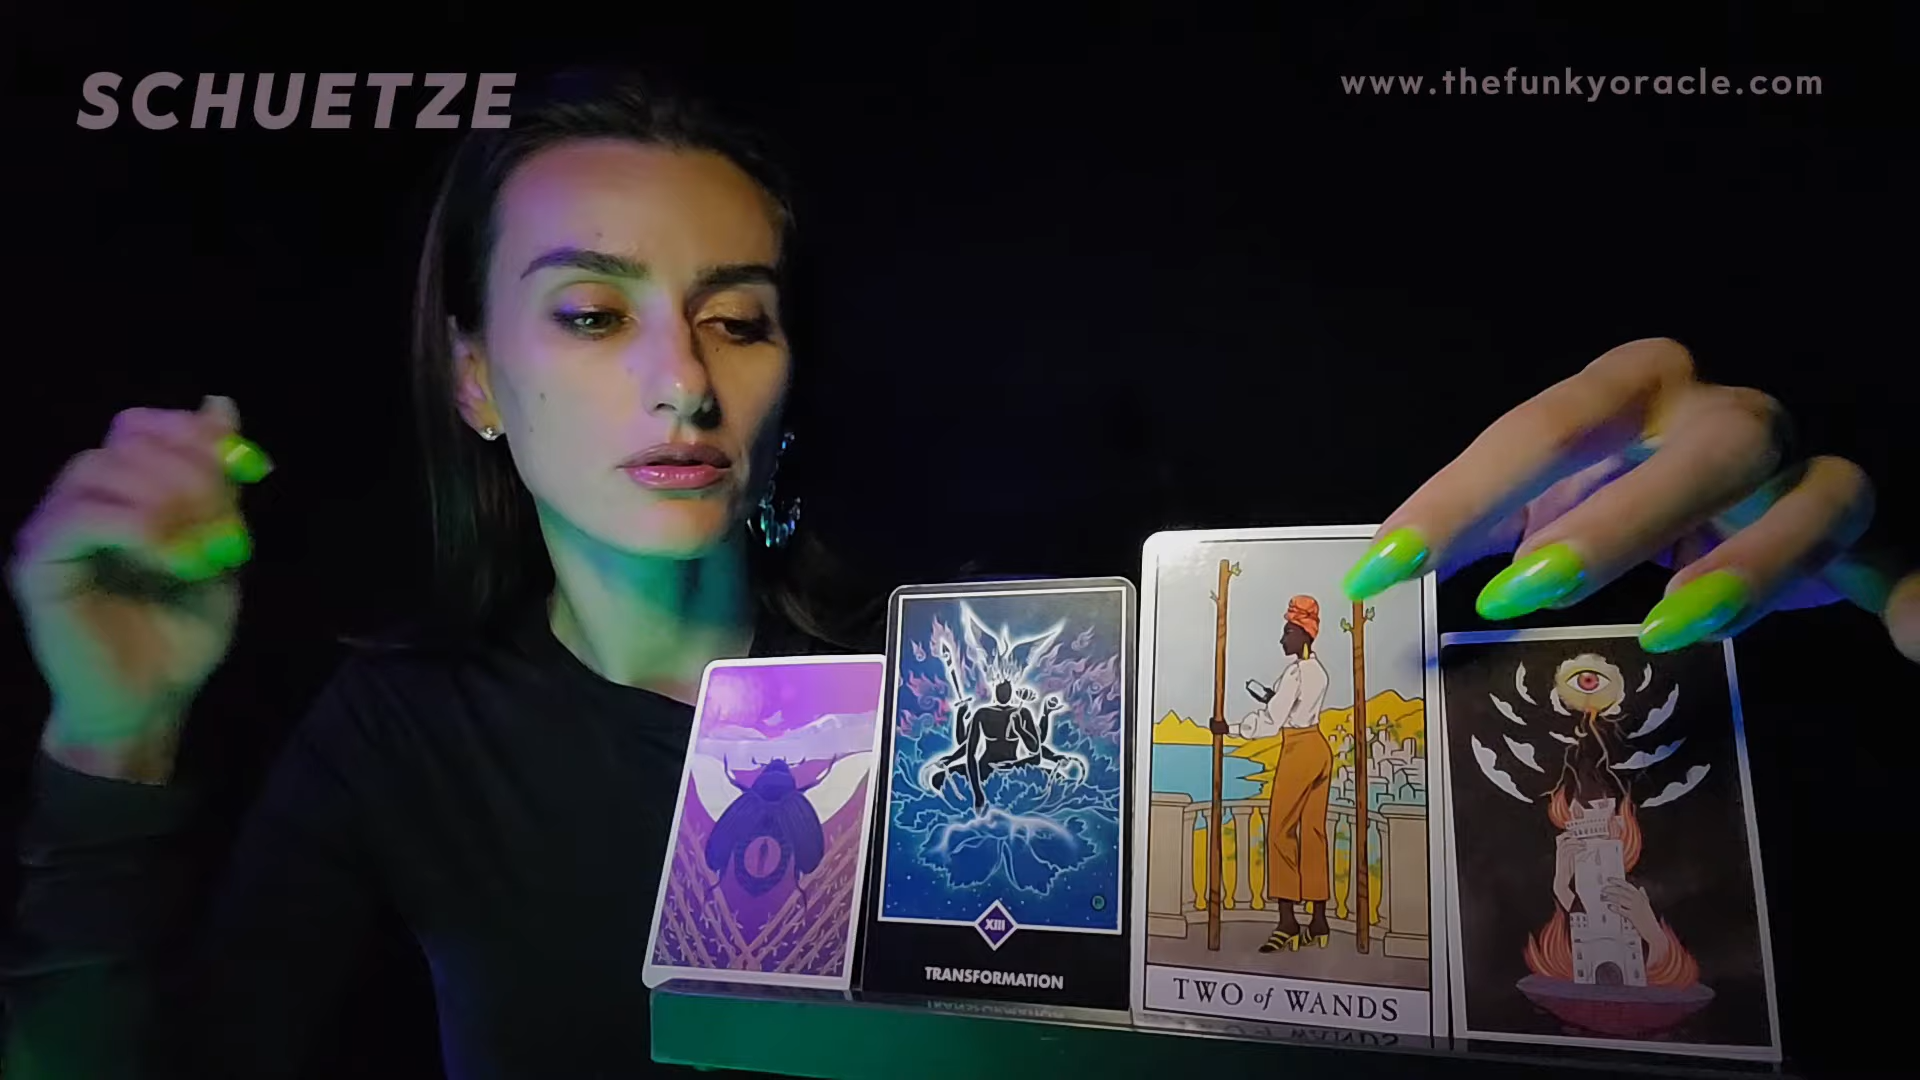 SCHUETZE
www.thefunkyoracle.com
XIII
TRANSFORMATION
TWO of WANDS